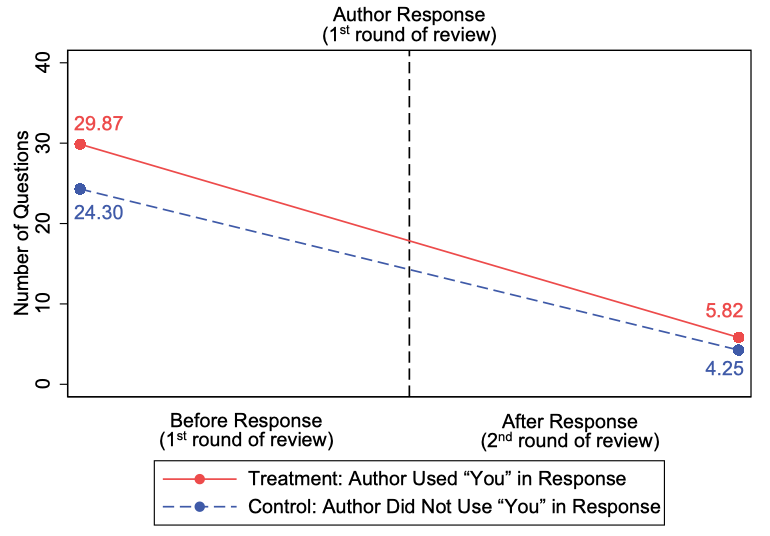 Author Response
(1st round of review)
40
30
20
10
0
Number of Questions
29.87
24.30
5.82
4.25
Before Response
(1st round of review)
After Response
(2nd round of review)
Treatment: Author Used “You” in Response
Control: Author Did Not Use “You” in Response